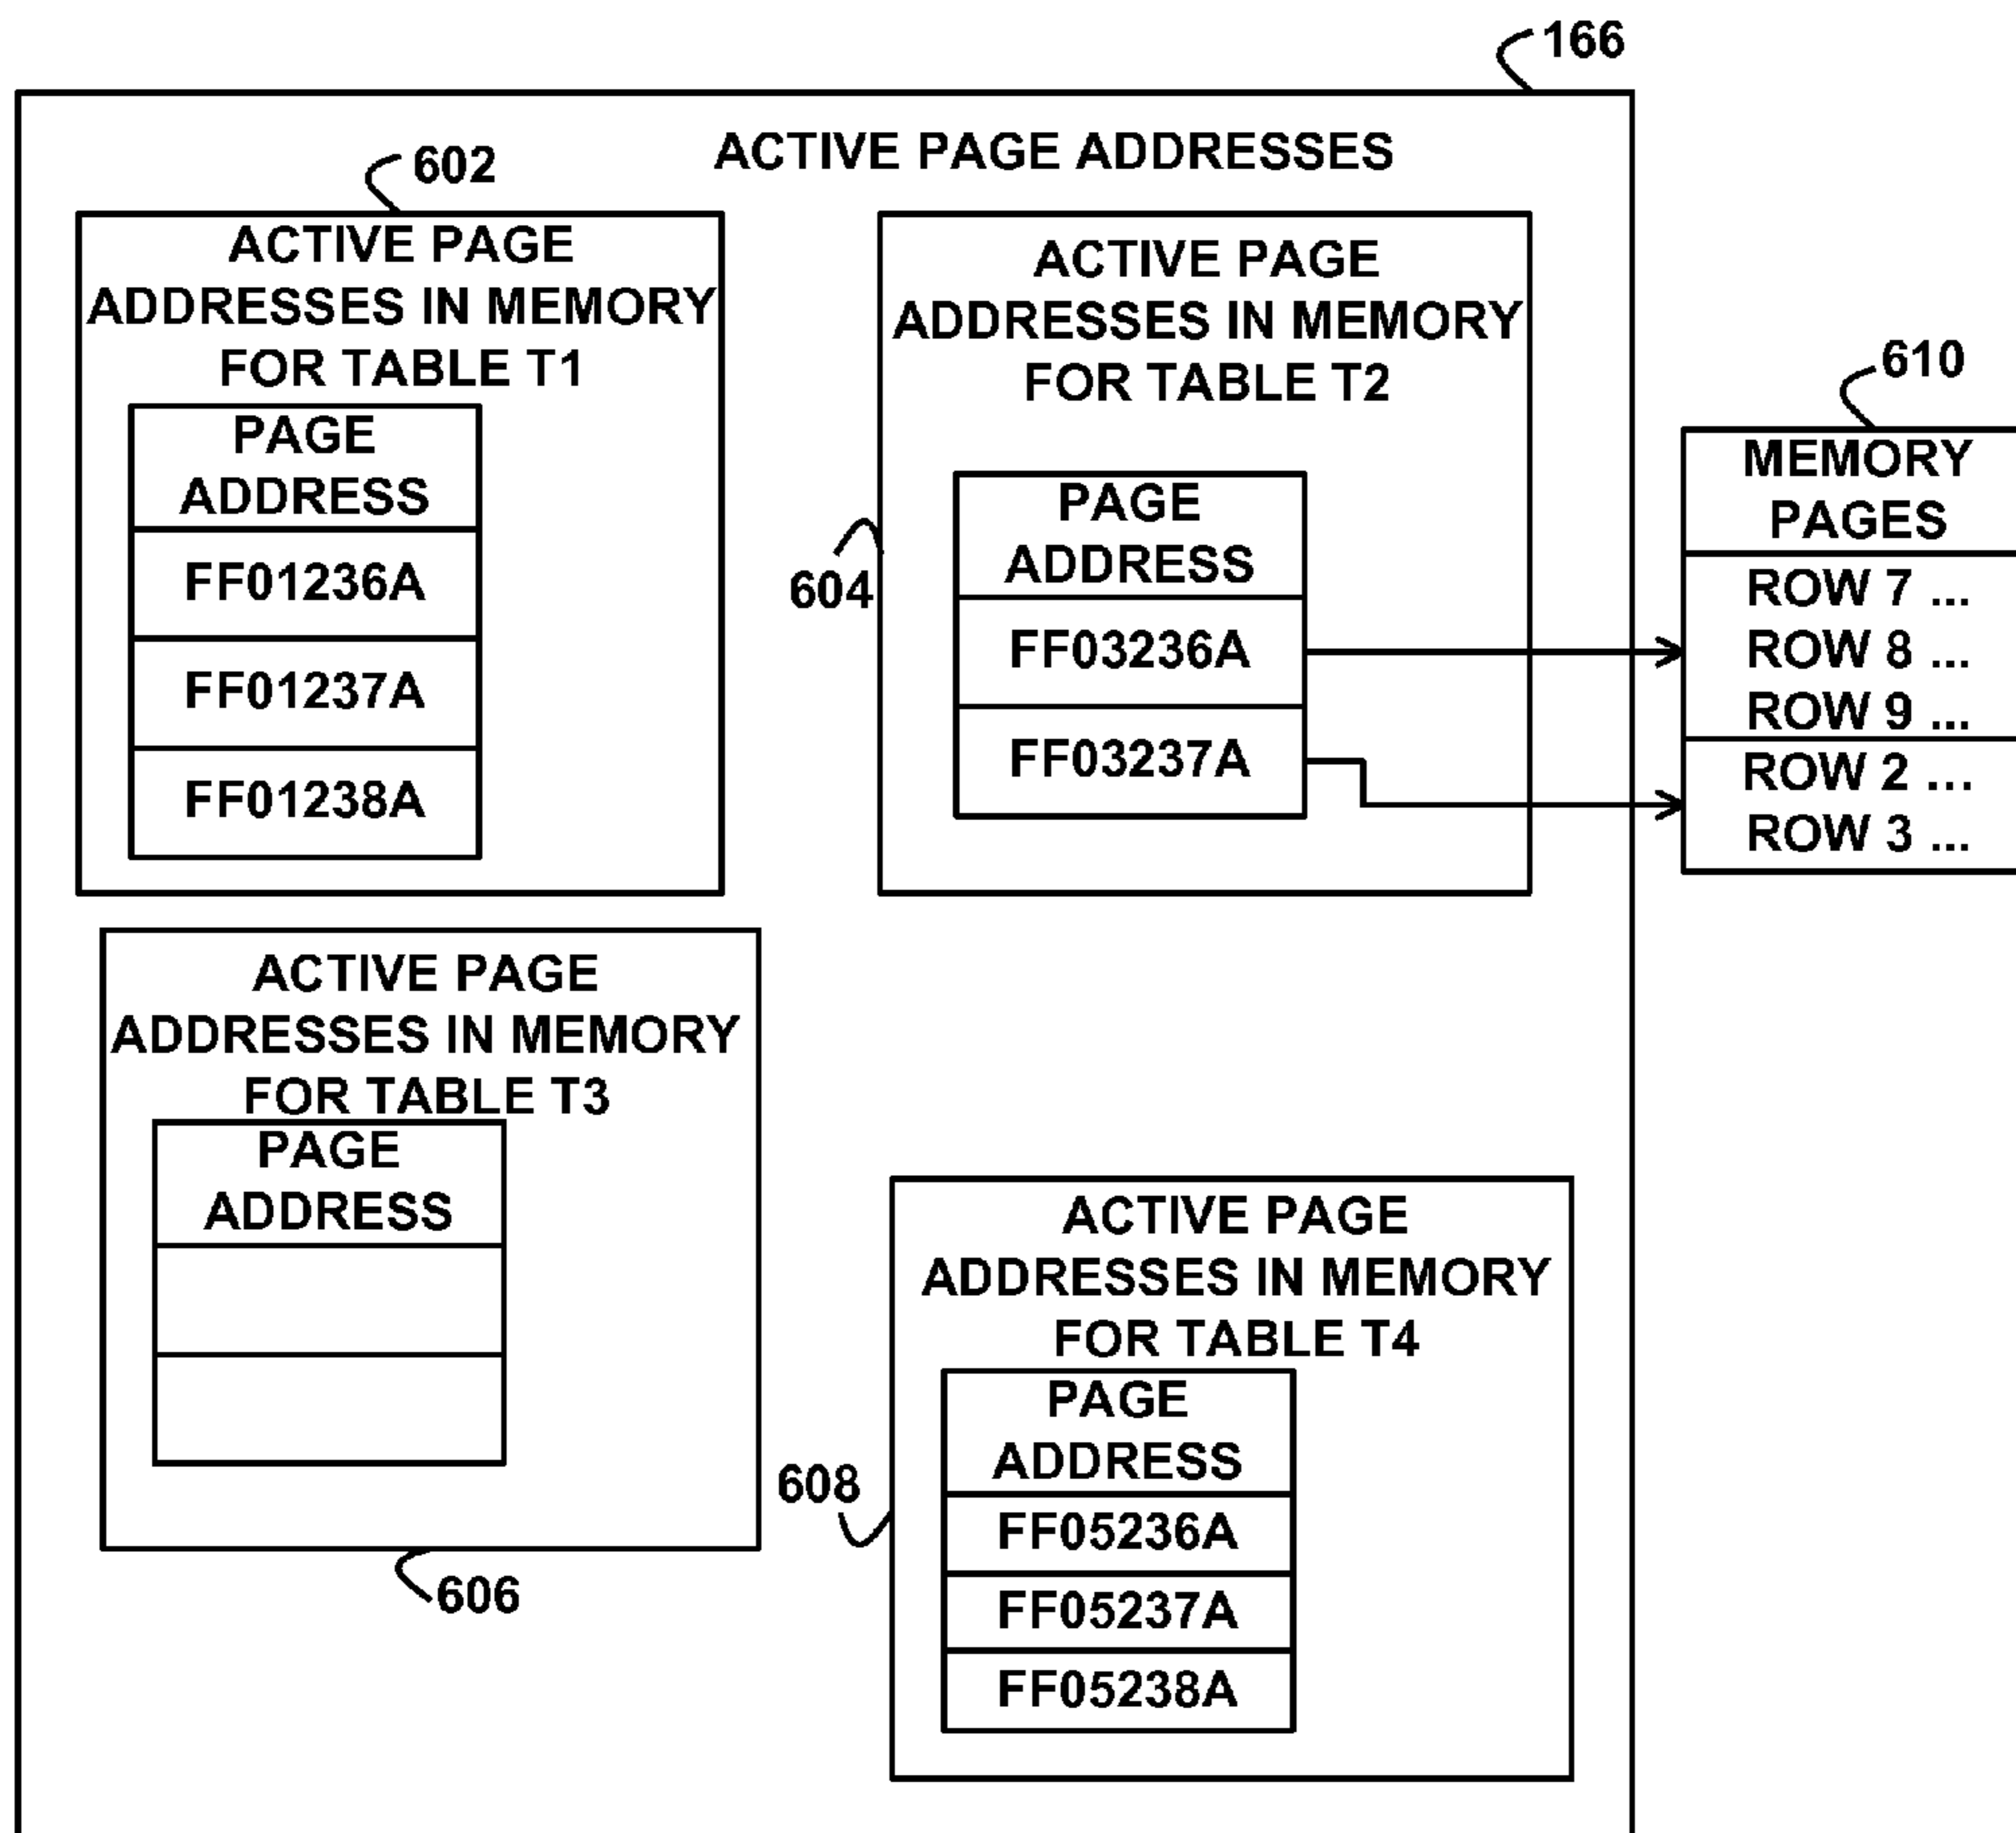 166
ACTIVE PAGE ADDRESSES
602
ACTIVE PAGE
ADDRESSES IN MEMORY
FOR TABLE T1
PAGE
ADDRESS
FF01236A
FF01237A
FF01238A
ACTIVE PAGE
ADDRESSES IN MEMORY
FOR TABLE T2
604
PAGE
ADDRESS
FF03236A
FF03237A
610
MEMORY
PAGES
ROW 7 ...
ROW 8 ...
ROW 9 ...
ROW 2 ...
ROW 3 ...
ACTIVE PAGE
ADDRESSES IN MEMORY
FOR TABLE T3
PAGE
ADDRESS
606
ACTIVE PAGE
ADDRESSES IN MEMORY
FOR TABLE T4
608
PAGE
ADDRESS
FF05236A
FF05237A
FF05238A